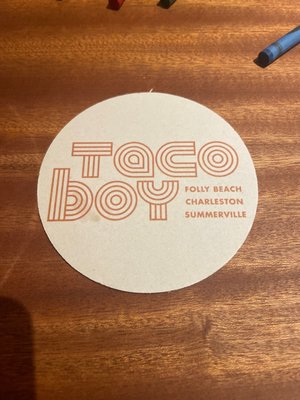 Taco
boy
FOLLY BEACH
CHARLESTON
SUMMERVILLE